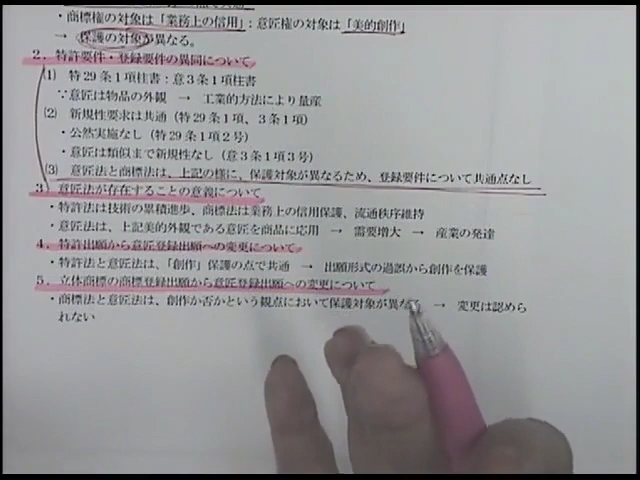 ・商標権の対象は「業務上の信用」：意匠権の対象は「美的創作」
→ 保護の対象が異なる。
2．特許要件・登録要件の異同について
(1) 特29条1項柱書：意3条1項柱書
∵意匠は物品の外観 → 工業的方法により量産
(2) 新規性要求は共通（特29条1項、3条1項）
・公然実施なし（特29条1項2号）
・意匠は類似まで新規性なし（意3条1項3号）
(3) 意匠法と商標法は、上記の様に、保護対象が異なるため、登録要件について共通点なし
3．意匠法が存在することの意義について
・特許法は技術の累積進歩、商標法は業務上の信用保護、流通秩序維持
・意匠法は、上記美的外観である意匠を商品に応用 → 需要増大 → 産業の発達
4．特許出願から意匠登録出願への変更について
・特許法と意匠法は、「創作」保護の点で共通 → 出願形式の過誤から創作を保護
5．立体商標の商標登録出願から意匠登録出願への変更について
・商標法と意匠法は、創作か否かという観点において保護対象が異な → 変更は認めら
れない